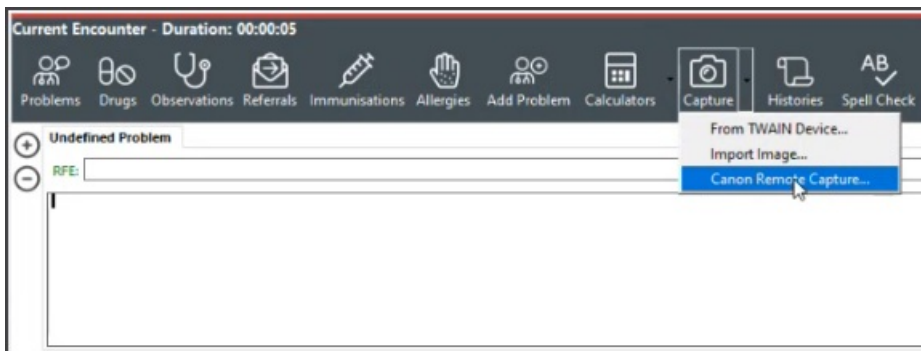 Current Encounter - Duration: 00:00:05
Problems Drugs Observations Referrals Immunisations Allergies Add Problem Calculators Capture Histories AB Spell Check
From TWAIN Device...
Undefined Problem
Import Image...
RFE:
Canon Remote Capture...